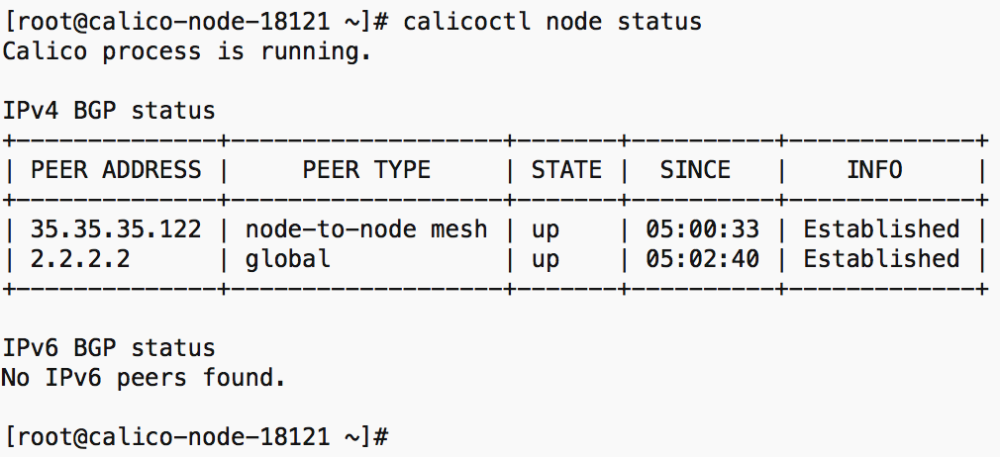 [root@calico-node-18121 ~]# calicoctl node status
Calico process is running.

IPv4 BGP status
+--------------+-------------------+-------+----------+-------------+
| PEER ADDRESS |     PEER TYPE     | STATE |  SINCE   |    INFO     |
+--------------+-------------------+-------+----------+-------------+
| 35.35.35.122 | node-to-node mesh | up    | 05:00:33 | Established |
| 2.2.2.2      | global            | up    | 05:02:40 | Established |
+--------------+-------------------+-------+----------+-------------+

IPv6 BGP status
No IPv6 peers found.

[root@calico-node-18121 ~]#